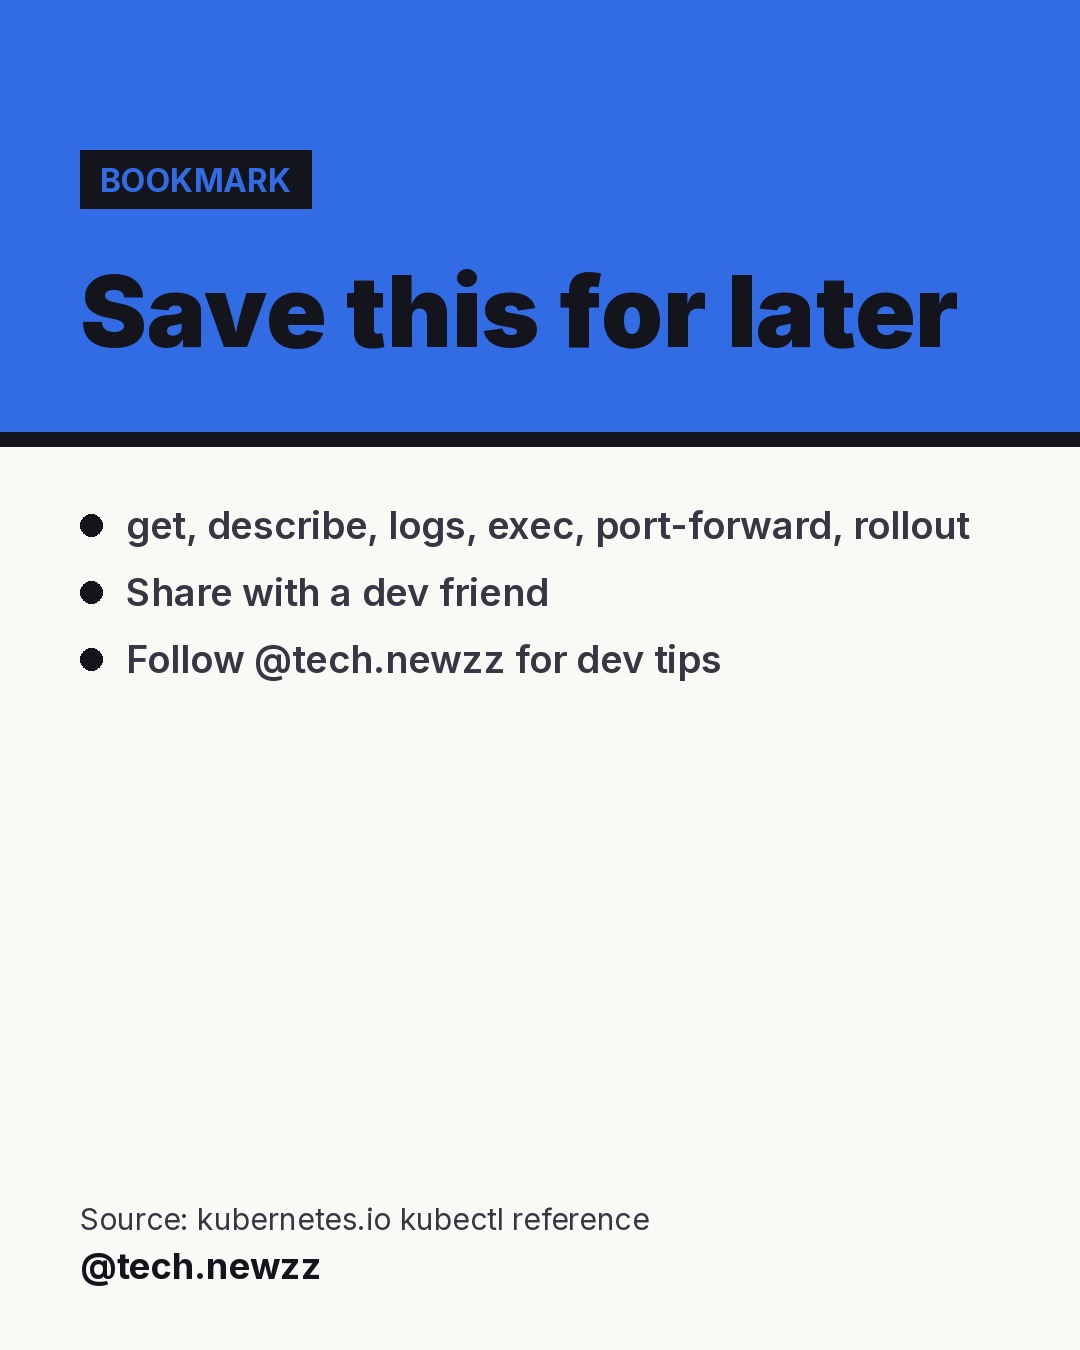 BOOKMARK
Save this for later
get, describe, logs, exec, port-forward, rollout
Share with a dev friend
Follow @tech.newzz for dev tips
Source: kubernetes.io kubectl reference
@tech.newzz